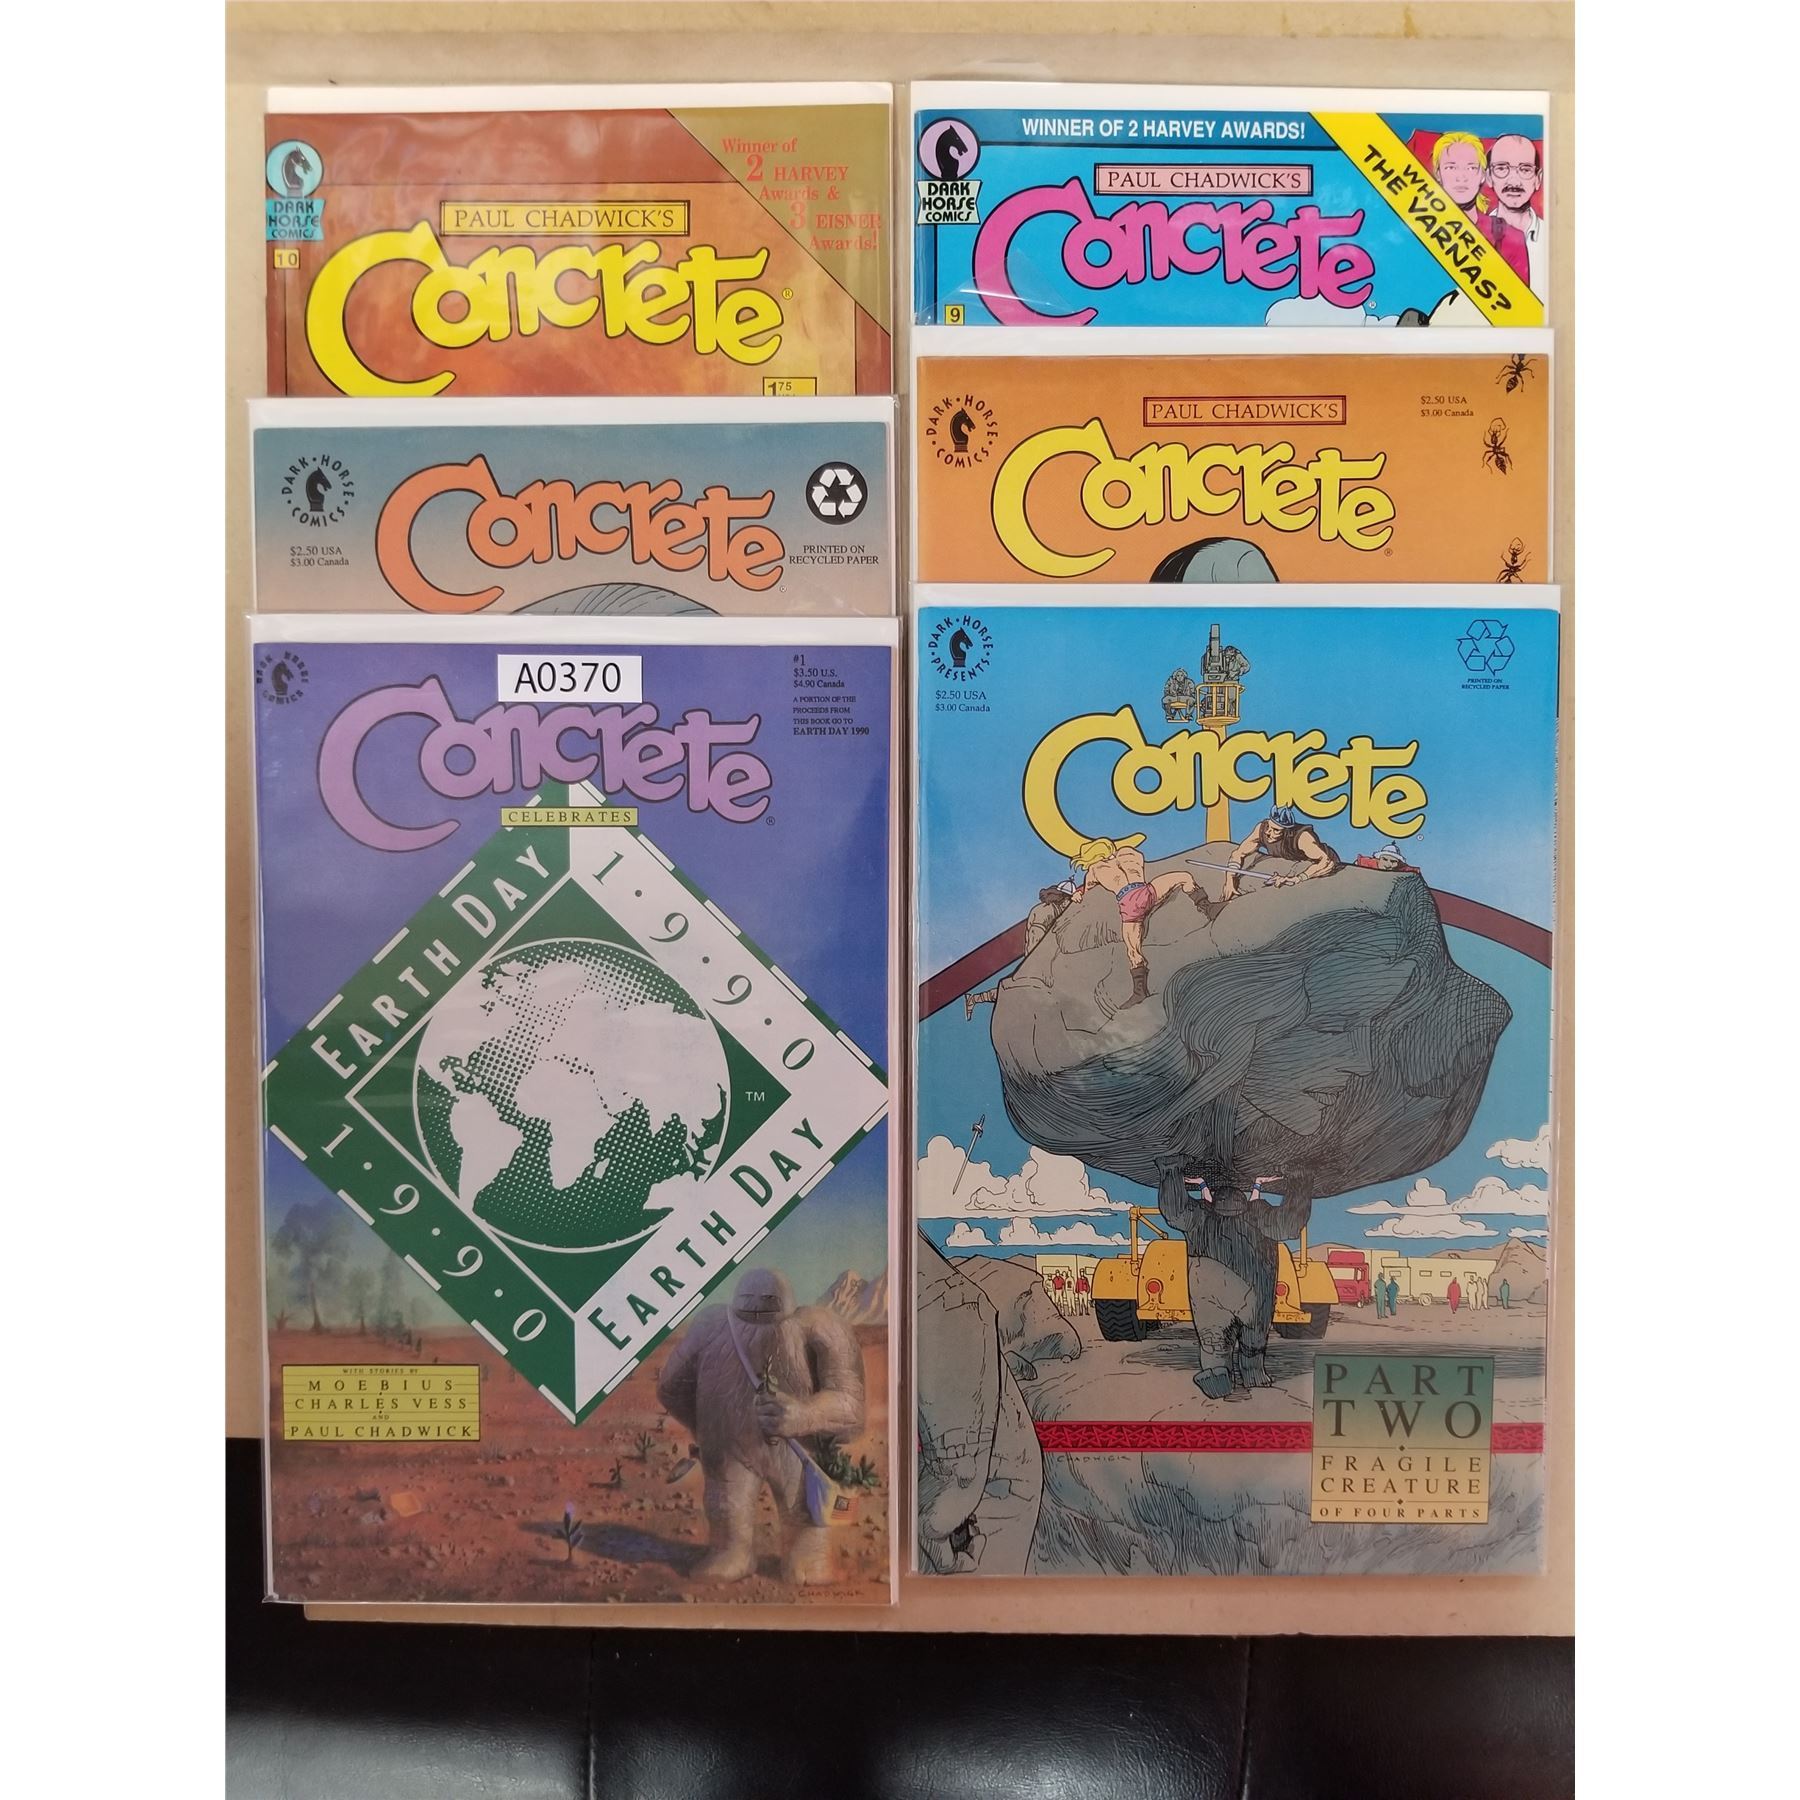 DARK
HORSE
COMICS
10
Winner of
2 HARVEY
Awards &
3 EISNER
Awards!
PAUL CHADWICK'S
Concrete®
1 75
DARK
HORSE
COMICS
WINNER OF 2 HARVEY AWARDS!
PAUL CHADWICK'S
Concrete®
9
WHO ARE
THE VARNAS?
DARK·HORSE
·COMICS·
$2.50 USA
$3.00 Canada
Concrete®
PRINTED ON
RECYCLED PAPER
DARK·HORSE
·COMICS·
PAUL CHADWICK'S
$2.50 USA
$3.00 Canada
Concrete®
DARK HORSE
COMICS
A0370
#1
$3.50 U.S.
$4.90 Canada
A PORTION OF THE
PROCEEDS FROM
THIS BOOK GO TO
EARTH DAY 1990
Concrete®
CELEBRATES
EARTH DAY
1·9·9·0
TM
1·9·9·0
EARTH DAY
WITH STORIES BY
MOEBIUS
CHARLES VESS
AND
PAUL CHADWICK
CHADWICK
DARK·HORSE
·PRESENTS·
$2.50 USA
$3.00 Canada
PRINTED ON
RECYCLED PAPER
Concrete®
CHADWICK
PART
TWO
FRAGILE
CREATURE
OF FOUR PARTS